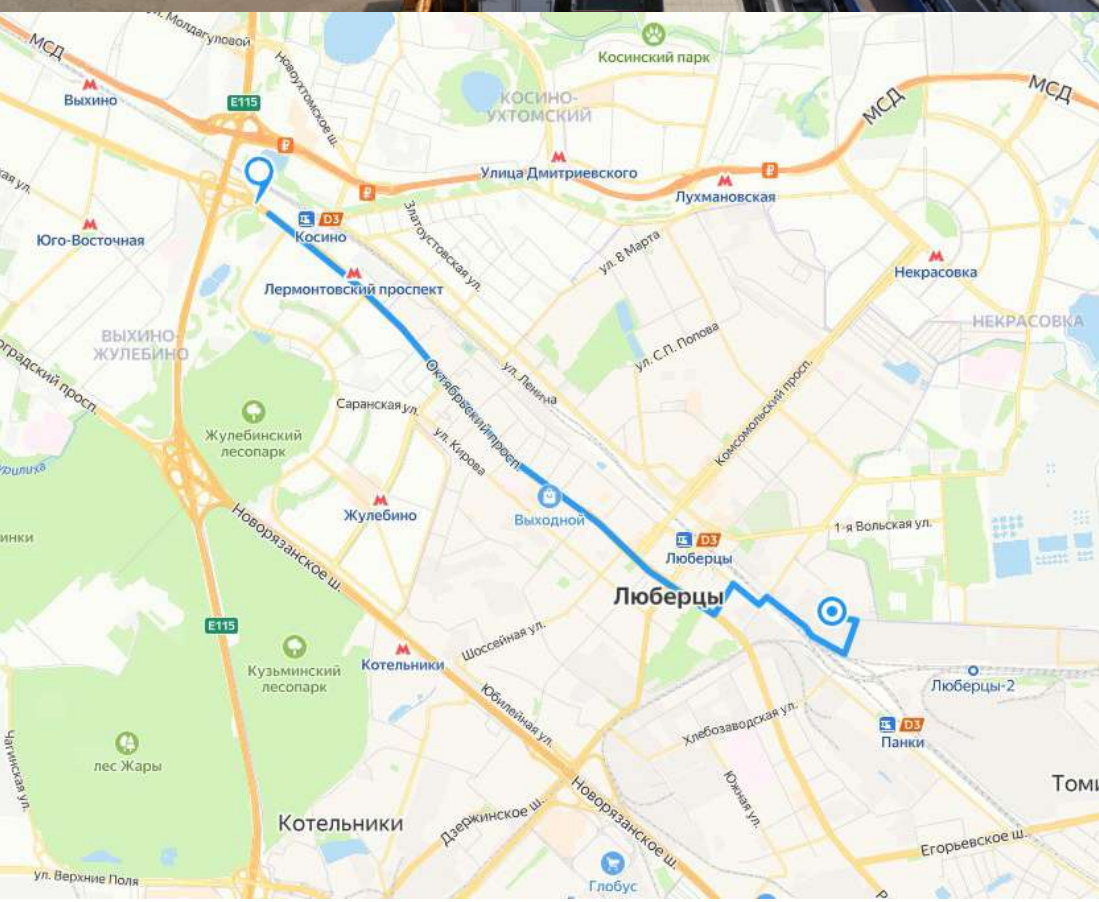 ул. Молдагуловой
МСД
Выхино
E115
Новоухтомское ш.
Косинский парк
КОСИНО-
УХТОМСКИЙ
МСД
МСД
₽
₽
₽
Улица Дмитриевского
Лухмановская
Юго-Восточная
D3
Косино
Златоустовская ул.
ул. 8 Марта
Некрасовка
Лермонтовский проспект
НЕКРАСОВКА
ВЫХИНО-
ЖУЛЕБИНО
ул. С.П. Попова
ул. Ленина
Октябрьский просп.
Комсомольский просп.
Саранская ул.
ул. Кирова
Жулебинский
лесопарк
Жулебино
Выходной
1-я Вольская ул.
D3
Люберцы
Новорязанское ш.
Люберцы
E115
Шоссейная ул.
Кузьминский
лесопарк
Котельники
Люберцы-2
Юбилейная ул.
Хлебозаводская ул.
D3
Панки
лес Жары
Чагинская ул.
Южная ул.
Новорязанское ш.
Котельники
Дзержинское ш.
Егорьевское ш.
Глобус
ул. Верхние Поля